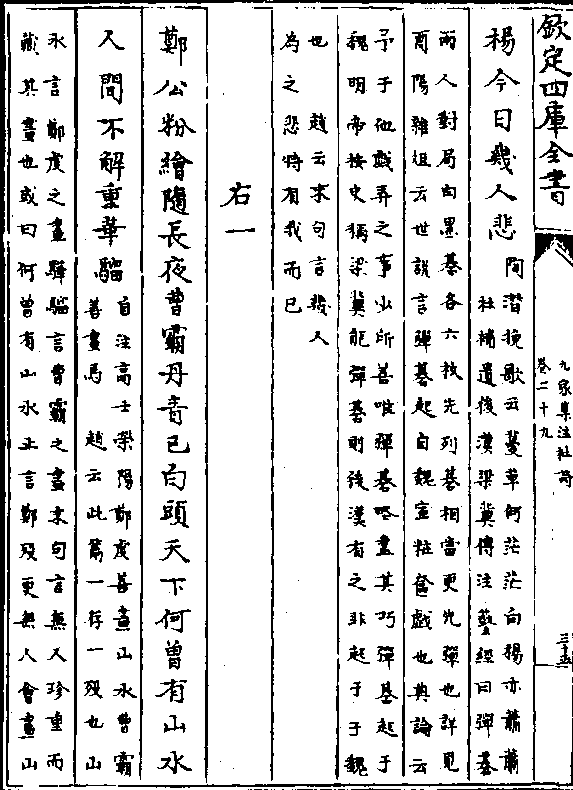 欽定四庫全書
九家集注杜詩
卷二十九
三十五
楊今日幾人悲
陶潛挽歌云蔓草何茫茫白楊亦蕭蕭
杜補遺後漢梁冀傳注藝經曰彈棊
兩人對局白黑棊各六枚先列棊相當更先彈也詳見
酉陽雜俎云世說言彈棊起自魏室粧奩戲也典論云
予于他戲弄之事少所善唯彈棊略盡其巧彈棊起于
魏明帝按史稱梁冀能彈棊則後漢有之非起于于魏
也 趙云末句言幾人
為之悲特有我而已
右一
鄭公粉繪隨長夜曹霸丹青已白頭天下何曾有山水
人間不解重驊騮
自注高士滎陽鄭虔善畫山水曹霸
善畫馬 趙云此篇一存一殁也山
水言鄭虔之畫驊騮言曹霸之畫末句言無人珍重而
藏其畫也或曰何曾有山水正言鄭殁更無人會畫山